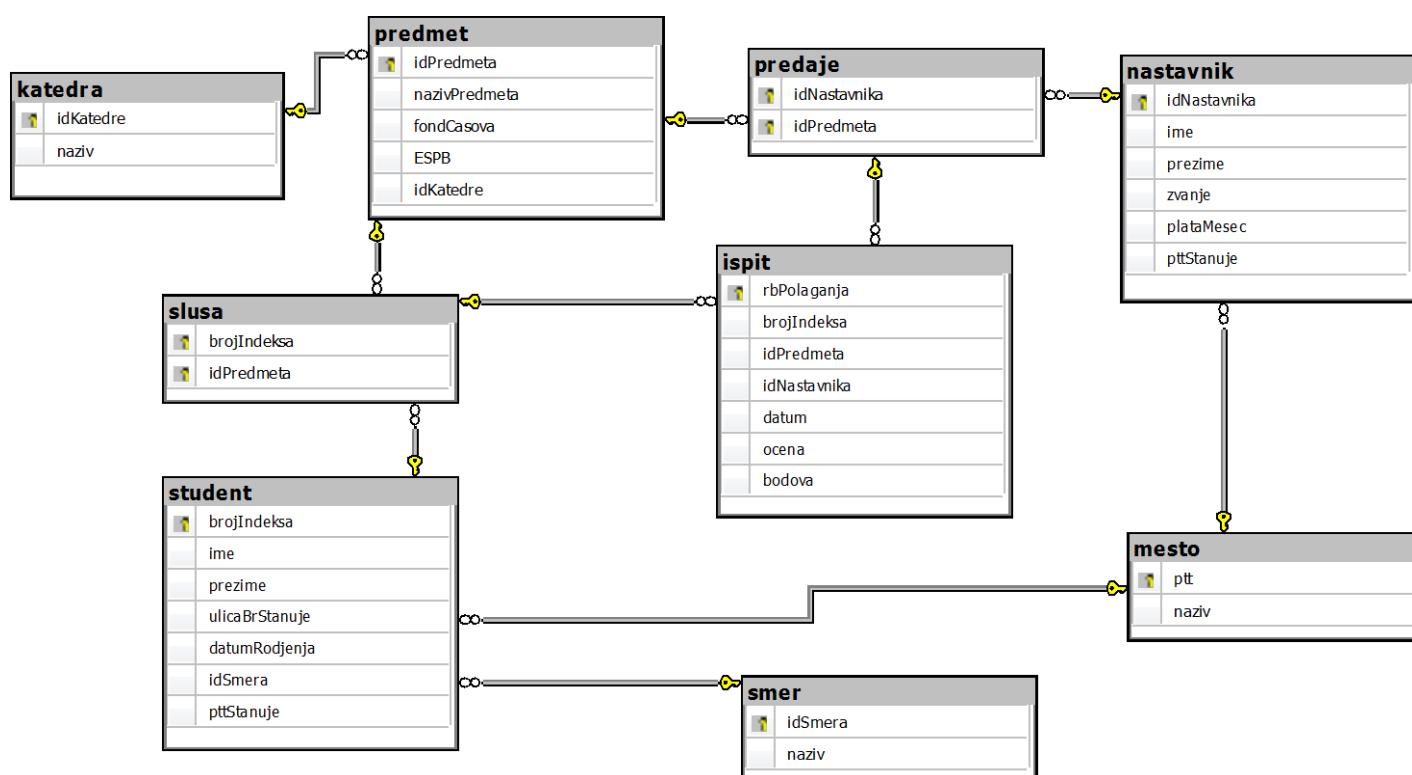 katedra
idKatedre
naziv
predmet
idPredmeta
nazivPredmeta
fondCasova
ESPB
idKatedre
predaje
idNastavnika
idPredmeta
nastavnik
idNastavnika
ime
prezime
zvanje
plataMesec
pttStanuje
slusa
brojIndeksa
idPredmeta
ispit
rbPolaganja
brojIndeksa
idPredmeta
idNastavnika
datum
ocena
bodova
student
brojIndeksa
ime
prezime
ulicaBrStanuje
datumRodjenja
idSmera
pttStanuje
mesto
ptt
naziv
smer
idSmera
naziv